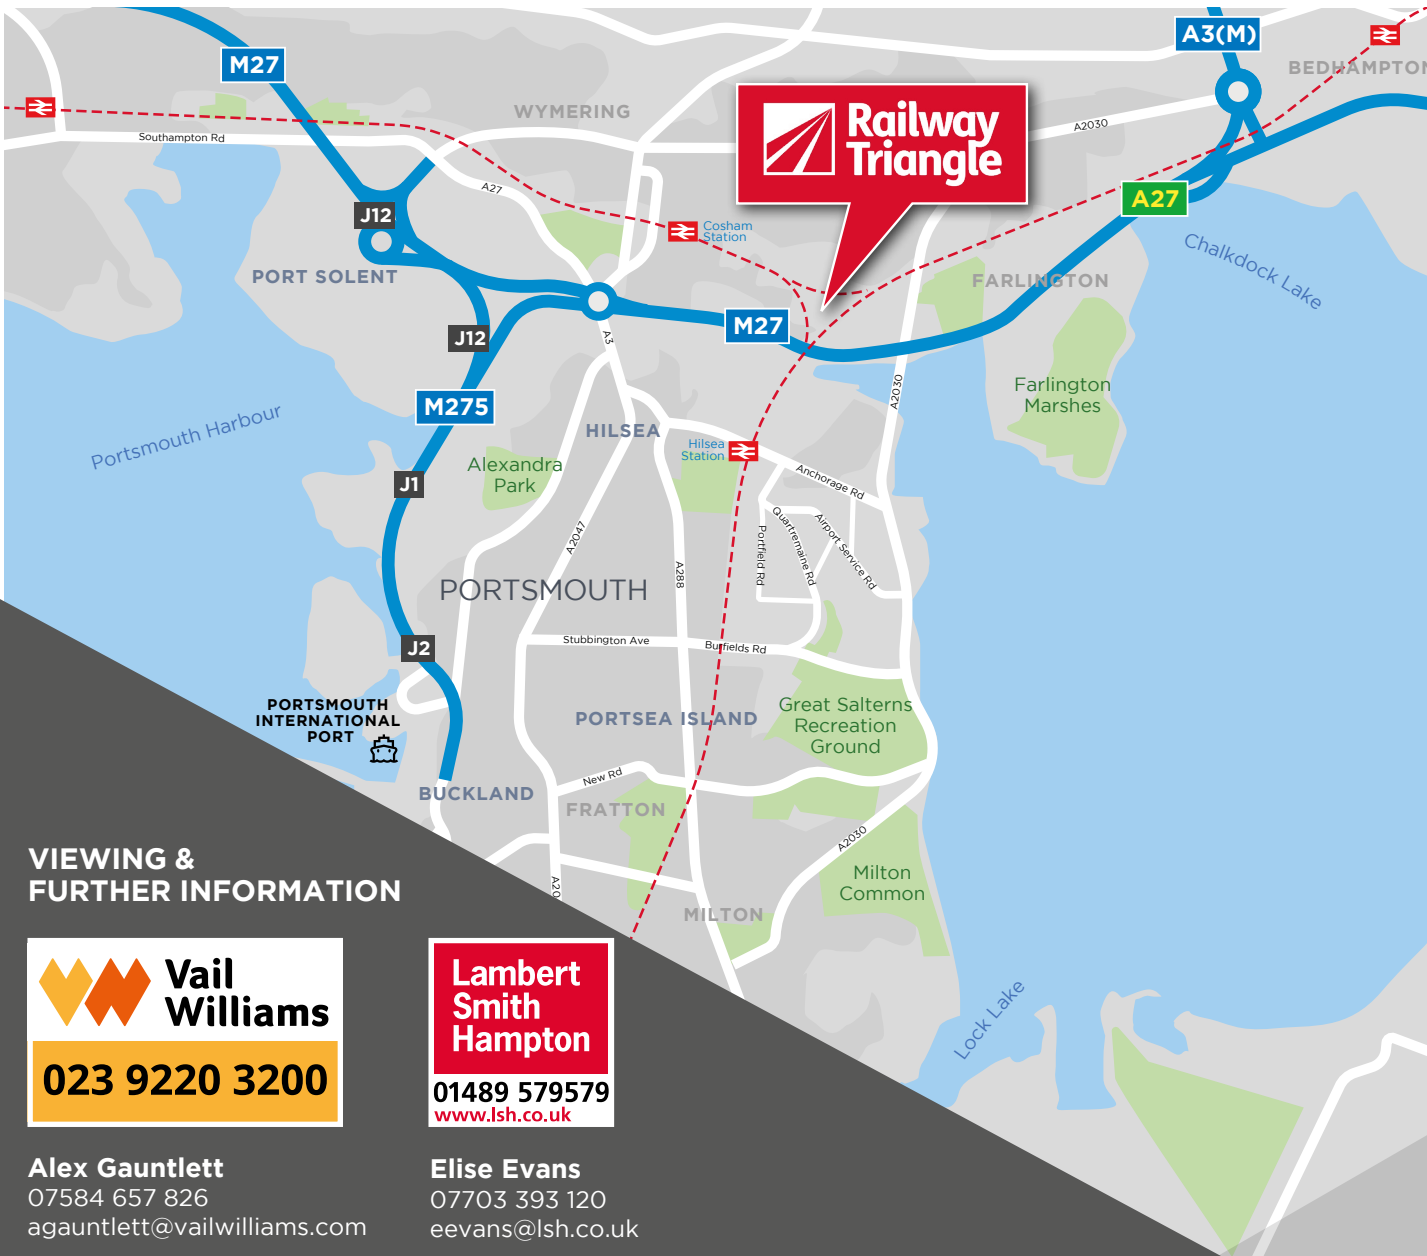 A3(M)
M27
BEDHAMPTON
WYMERING
Railway
Triangle
A2030
Southampton Rd
A27
A27
J12
Cosham
Station
Chalkdock Lake
PORT SOLENT
FARLINGTON
M27
J12
A3
Farlington
Marshes
A2030
M275
Portsmouth Harbour
HILSEA
Hilsea
Station
Alexandra
Park
Anchorage Rd
J1
Quartremaine Rd
Airport Service Rd
Portfield Rd
A2047
A288
PORTSMOUTH
Stubbington Ave
Burfields Rd
J2
PORTSMOUTH
INTERNATIONAL
PORT
PORTSEA ISLAND
Great Salterns
Recreation
Ground
New Rd
BUCKLAND
FRATTON
A2030
Milton
Common
A20
MILTON
Lock Lake
VIEWING &
FURTHER INFORMATION
Vail
Williams
023 9220 3200
Alex Gauntlett
07584 657 826
agauntlett@vailwilliams.com
Lambert
Smith
Hampton
01489 579579
www.lsh.co.uk
Elise Evans
07703 393 120
eevans@lsh.co.uk